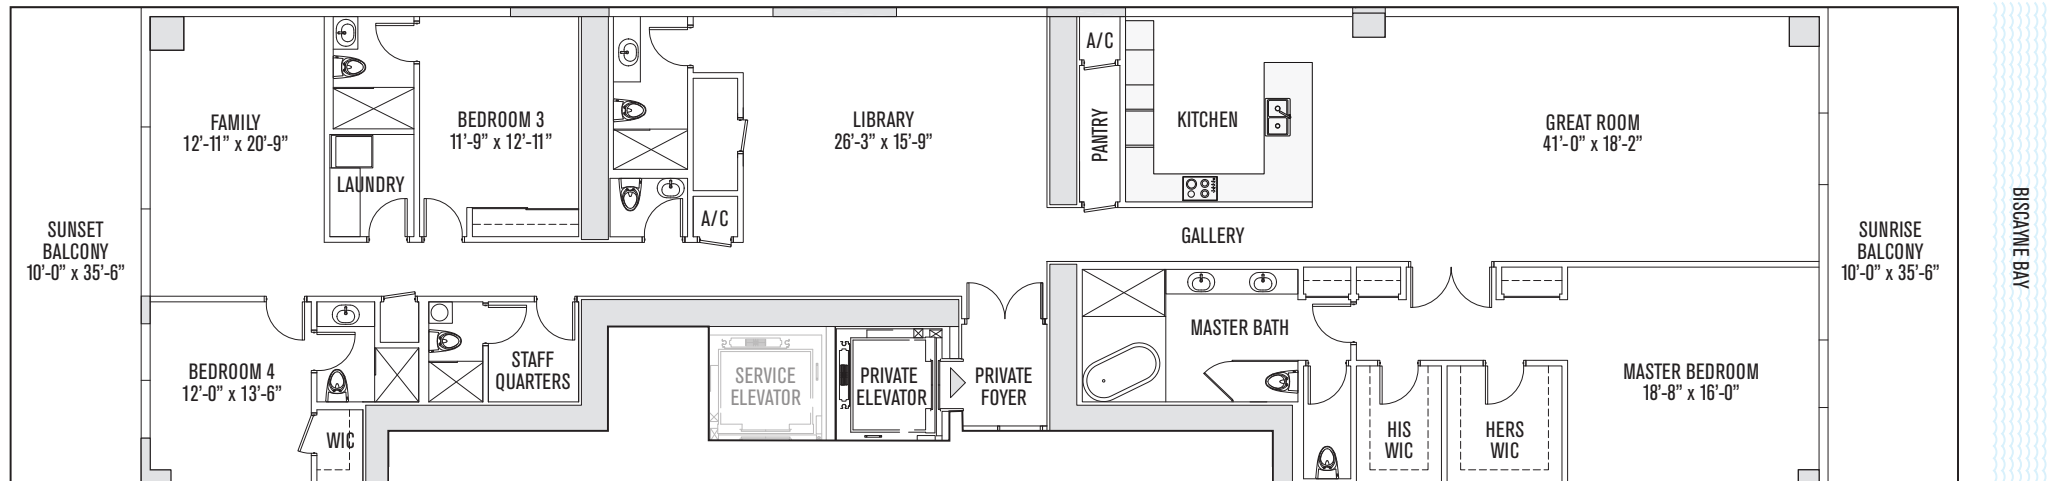 FAMILY
12'-11” x 20'-9”
LAUNDRY
BEDROOM 3
11'-9” x 12'-11”
LIBRARY
26'-3” x 15'-9”
A/C
A/C
PANTRY
KITCHEN
GREAT ROOM
41'-0” x 18'-2”
SUNSET
BALCONY
10'-0” x 35'-6”
GALLERY
SUNRISE
BALCONY
10'-0” x 35'-6”
BISCAYNE BAY
BEDROOM 4
12'-0” x 13'-6”
WIC
STAFF
QUARTERS
SERVICE
ELEVATOR
PRIVATE
ELEVATOR
PRIVATE
FOYER
MASTER BATH
HIS
WIC
HERS
WIC
MASTER BEDROOM
18'-8” x 16'-0”